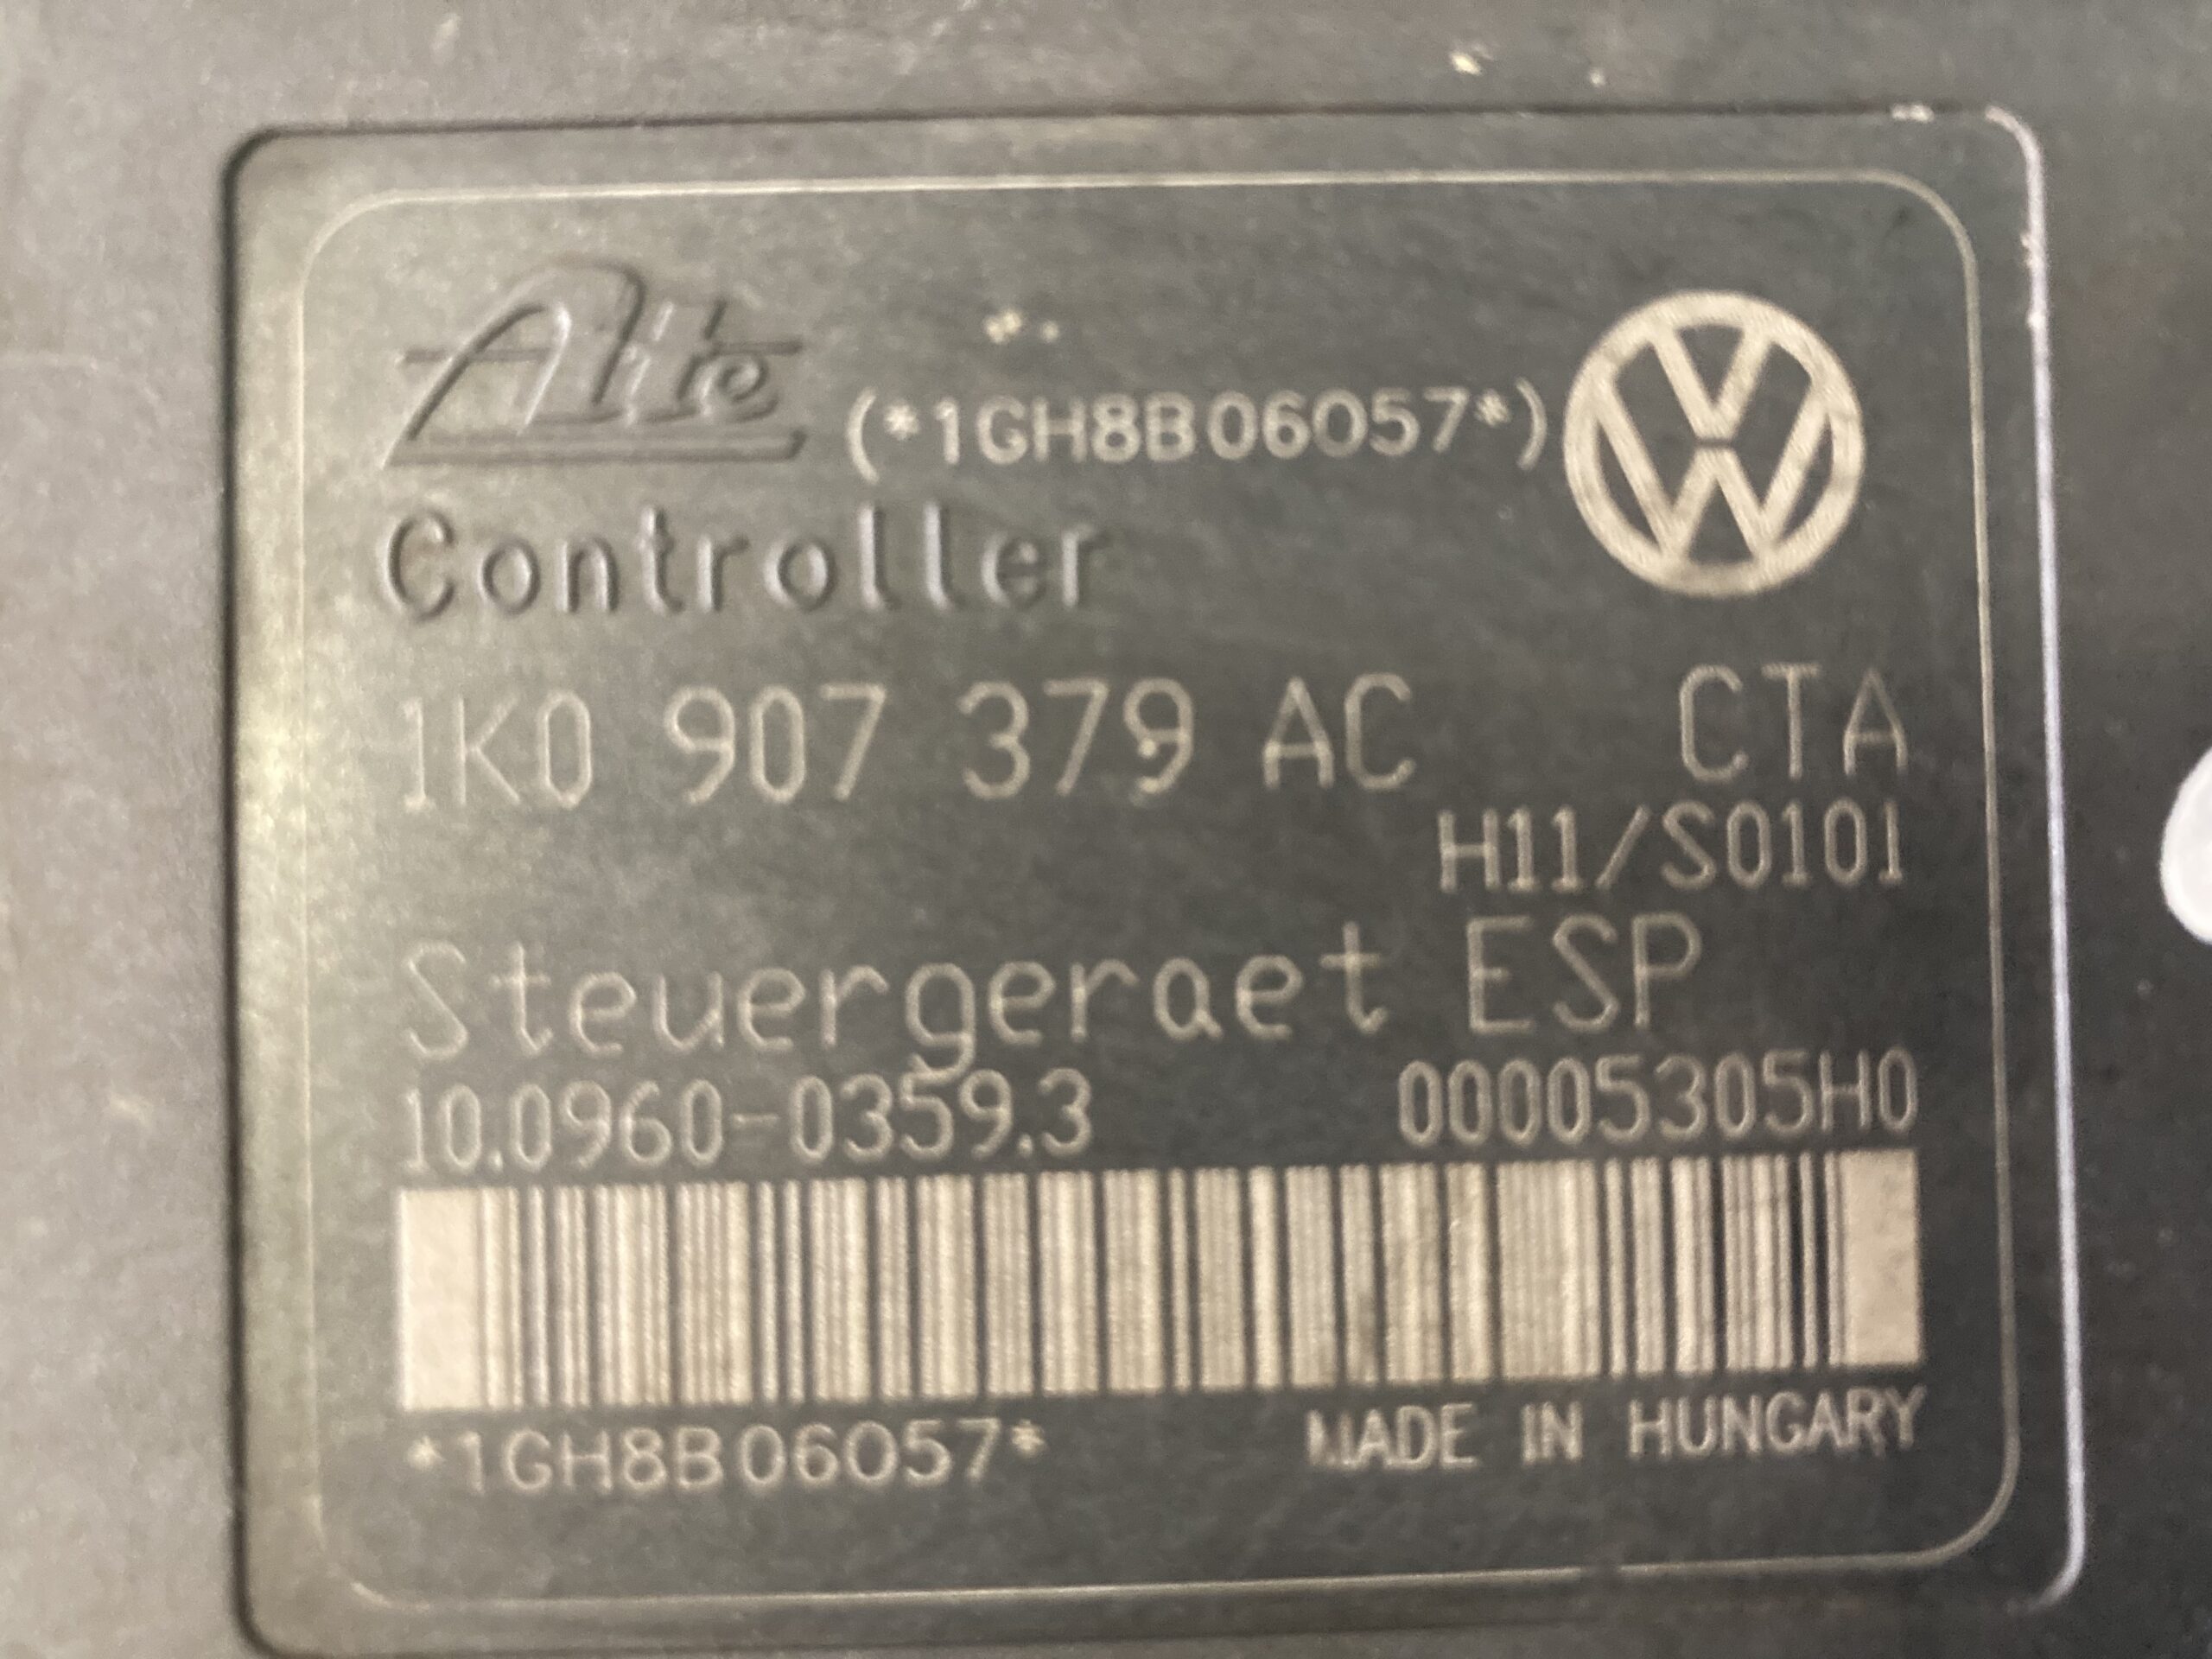 Ate (*1GH8B06057*) VW
Controller
1K0 907 379 AC CTA
H11/S0101
Steuergeraet ESP
10.0960-0359.3 00005305H0
*1GH8B06057* MADE IN HUNGARY